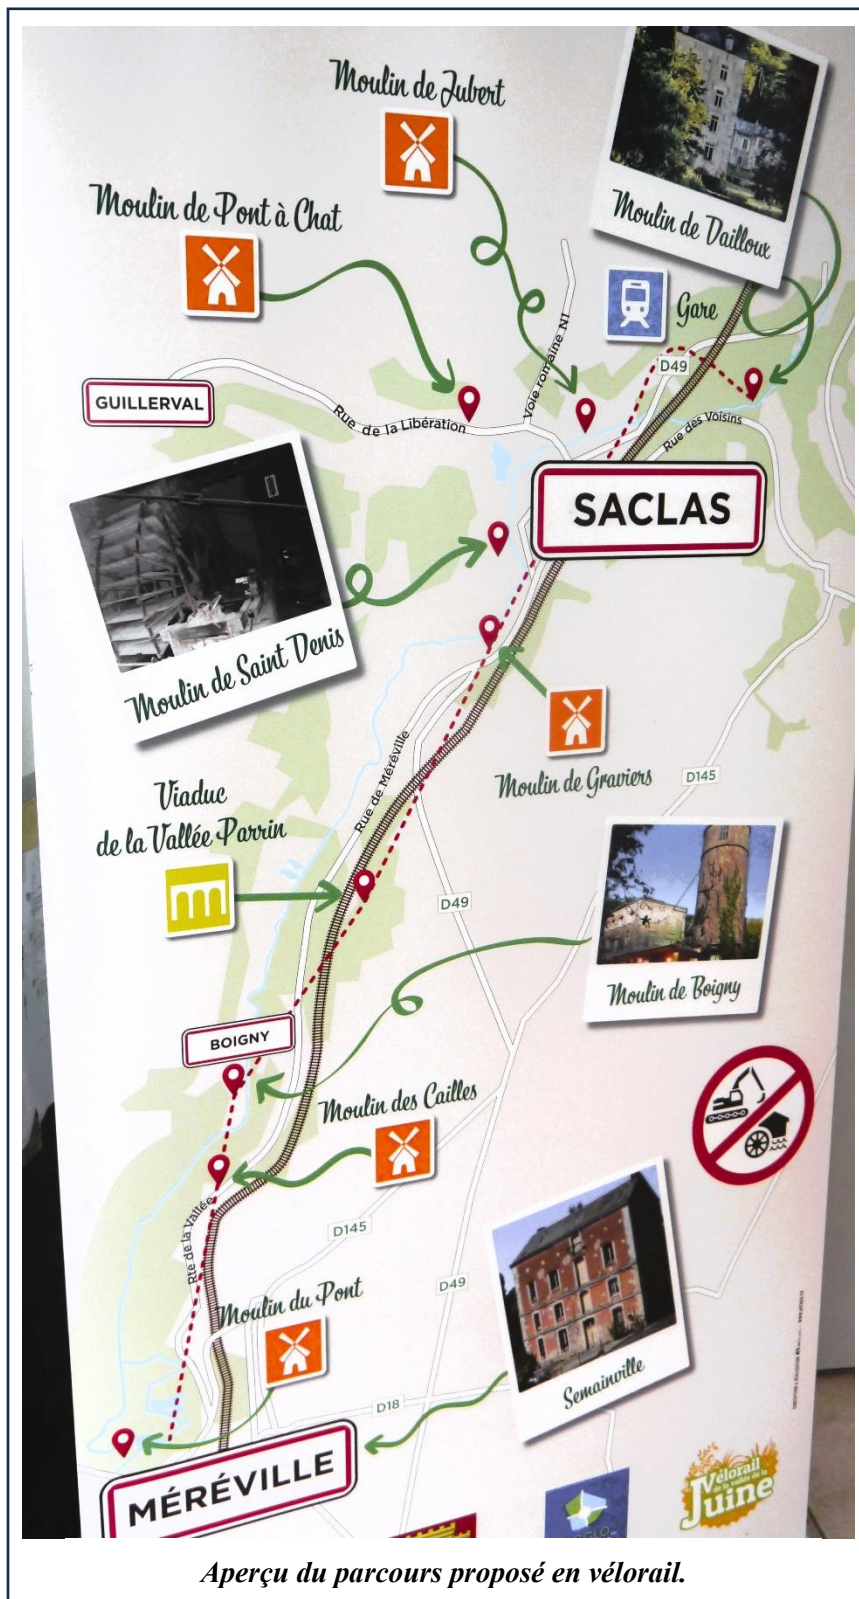 Moulin de Jubert
Moulin de Pont à Chat
Moulin de Dailloux
Gare
Voie romaine N1
D49
GUILLERVAL
Rue de la Libération
Rue des Voisins
SACLAS
Moulin de Saint Denis
Moulin de Graviers
D145
Rue de Méréville
Viaduc
de la Vallée Parrin
D49
Moulin de Boigny
BOIGNY
Moulin des Cailles
Rte de la Vallée
D145
D49
Moulin du Pont
Semainville
D18
MÉRÉVILLE
Vélorail
de la vallée de la
Juine
Aperçu du parcours proposé en vélorail.